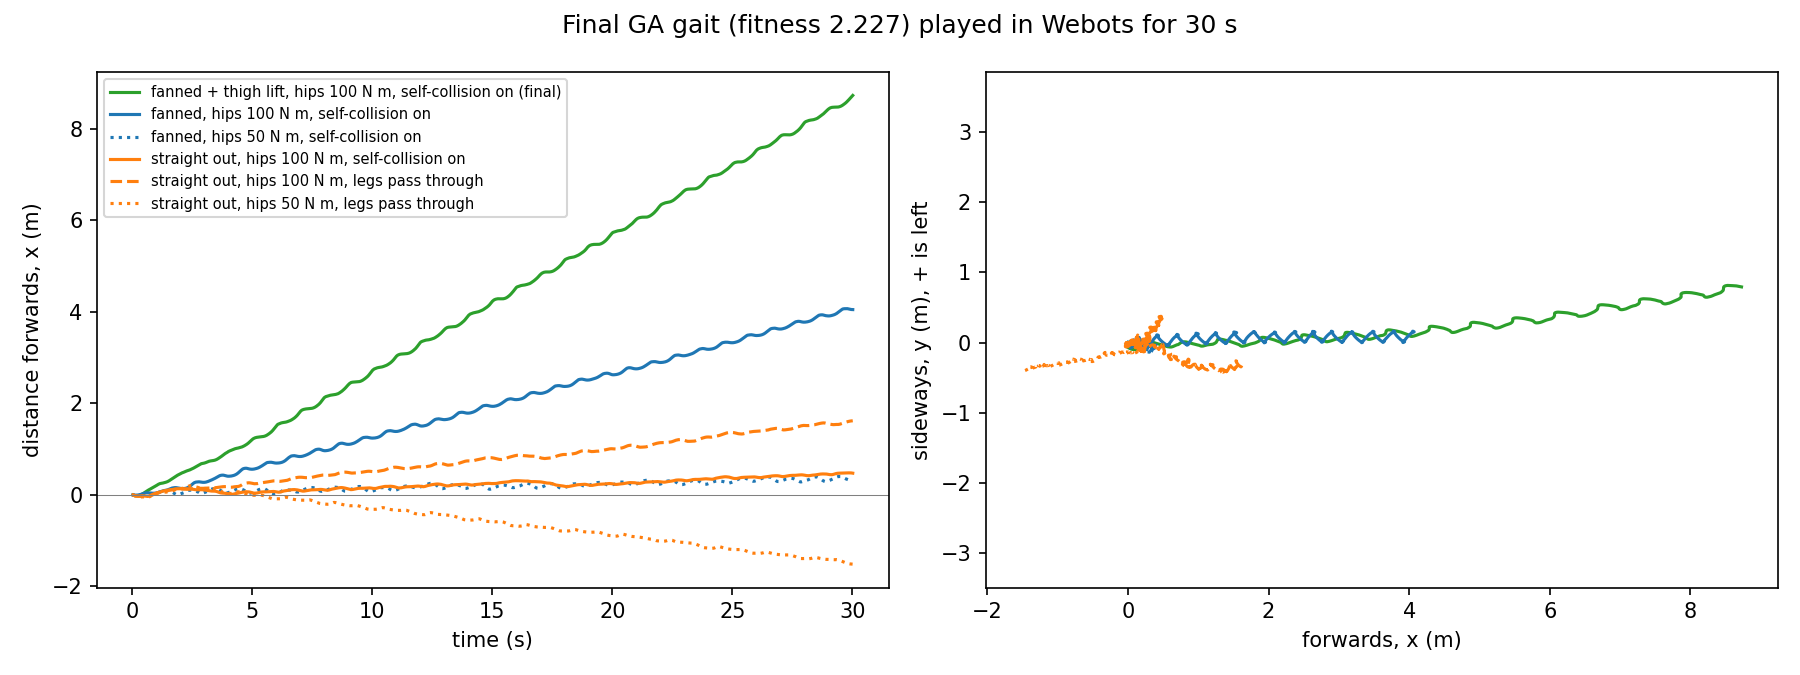 Final GA gait (fitness 2.227) played in Webots for 30 s
fanned + thigh lift, hips 100 N m, self-collision on (final)
fanned, hips 100 N m, self-collision on
fanned, hips 50 N m, self-collision on
straight out, hips 100 N m, self-collision on
straight out, hips 100 N m, legs pass through
straight out, hips 50 N m, legs pass through
distance forwards, x (m)
8
6
4
2
0
−2
0 5 10 15 20 25 30
time (s)
sideways, y (m), + is left
3
2
1
0
−1
−2
−3
−2 0 2 4 6 8
forwards, x (m)